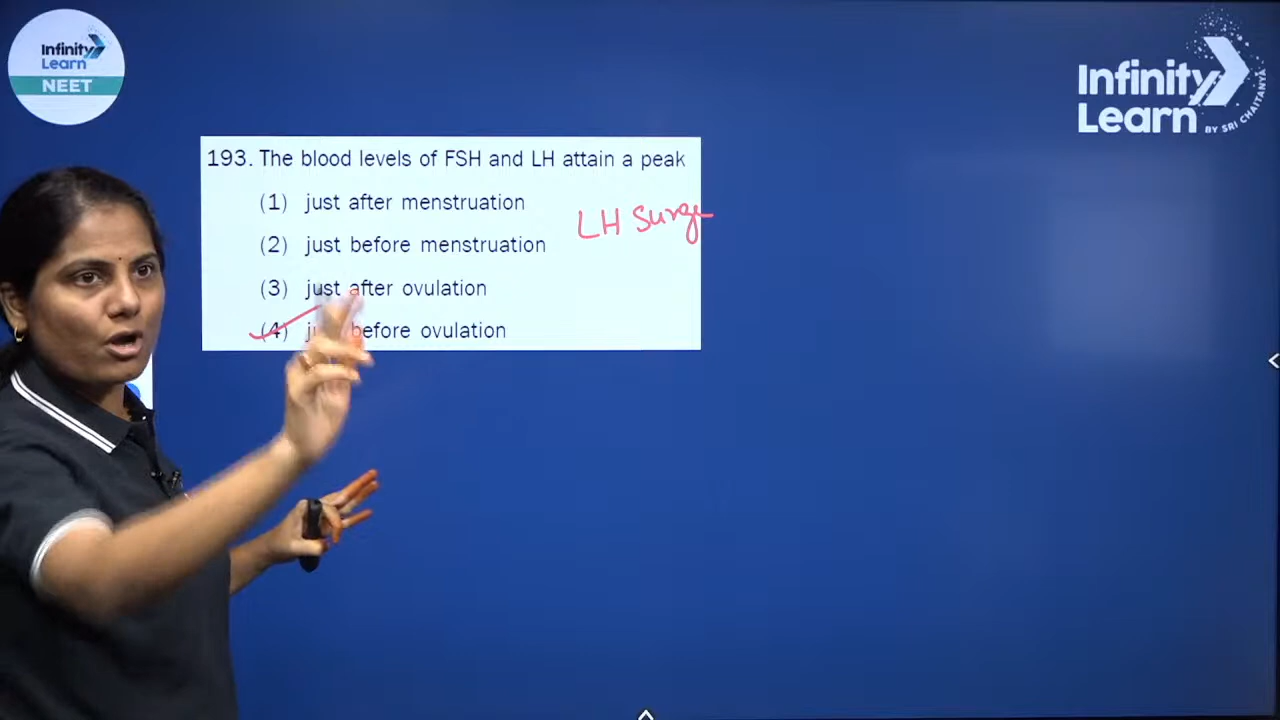 Infinity
Learn
NEET
Infinity
Learn
BY SRI CHAITANYA
193. The blood levels of FSH and LH attain a peak
(1) just after menstruation
LH Surge
(2) just before menstruation
(3) just after ovulation
(4) just before ovulation